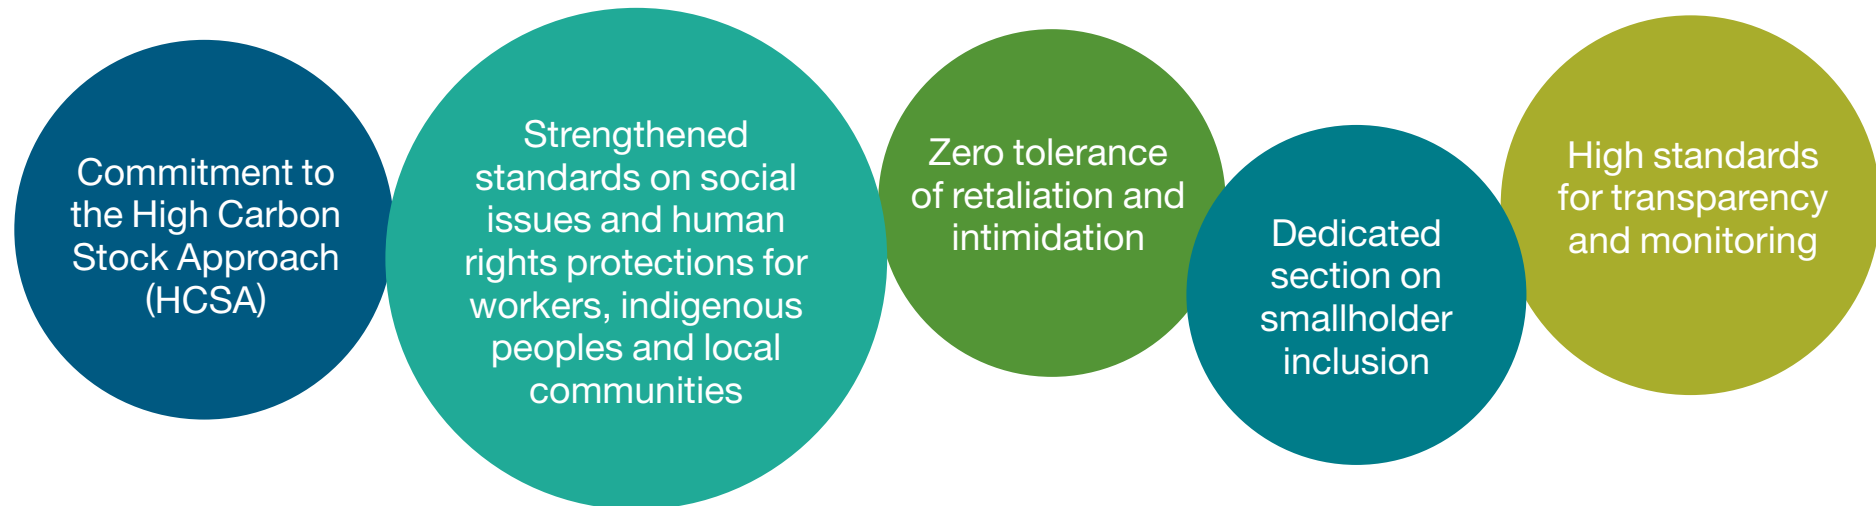 Commitment to
the High Carbon
Stock Approach
(HCSA)
Strengthened
standards on social
issues and human
rights protections for
workers, indigenous
peoples and local
communities
Zero tolerance
of retaliation and
intimidation
Dedicated
section on
smallholder
inclusion
High standards
for transparency
and monitoring